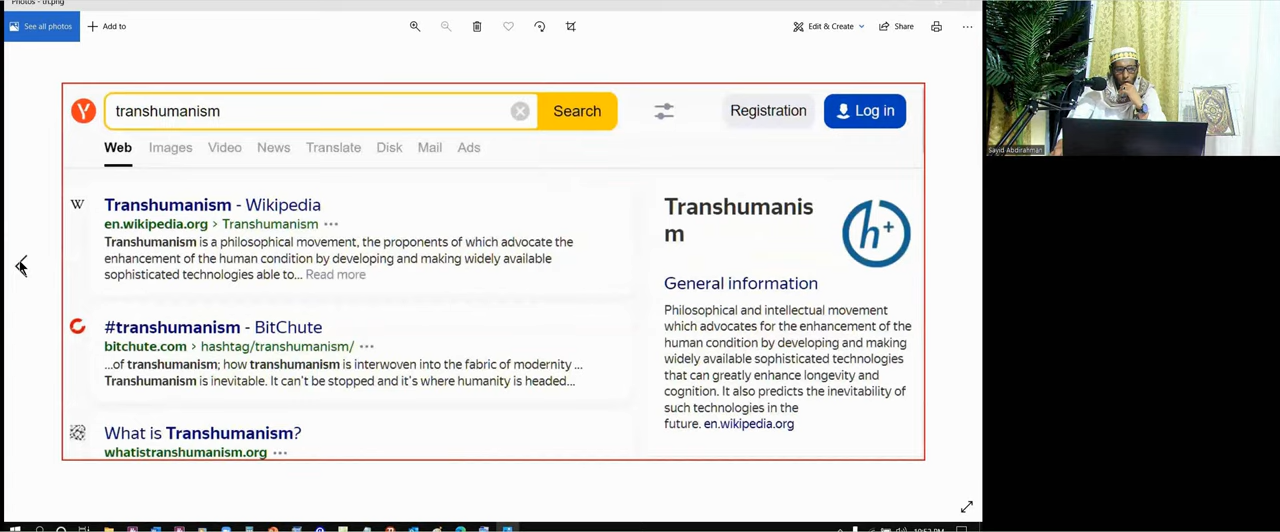 Photos - th.png
See all photos
Add to
Edit & Create
Share
Y
transhumanism
Search
Registration
Log in
Web Images Video News Translate Disk Mail Ads
W
Transhumanism - Wikipedia
en.wikipedia.org › Transhumanism
Transhumanism is a philosophical movement, the proponents of which advocate the
enhancement of the human condition by developing and making widely available
sophisticated technologies able to... Read more
#transhumanism - BitChute
bitchute.com › hashtag/transhumanism/
...of transhumanism; how transhumanism is interwoven into the fabric of modernity ...
Transhumanism is inevitable. It can't be stopped and it's where humanity is headed...
What is Transhumanism?
whatistranshumanism.org
Transhumanis
m
h+
General information
Philosophical and intellectual movement
which advocates for the enhancement of the
human condition by developing and making
widely available sophisticated technologies
that can greatly enhance longevity and
cognition. It also predicts the inevitability of
such technologies in the
future. en.wikipedia.org
Sayid Abdirahman
10:52 PM